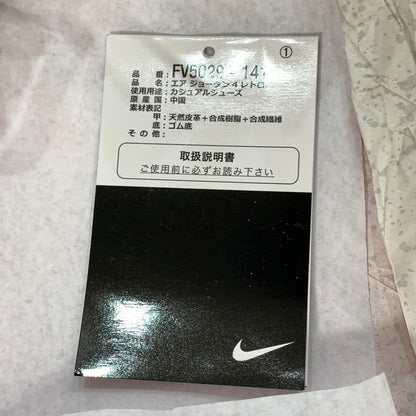 ①
品 番：FV5029-141
品 名：エア ジョーダン 4 レトロ
使用用途：カジュアルシューズ
原 産 国：中国
素材表記
甲：天然皮革＋合成樹脂＋合成繊維
底：ゴム底
そ の 他：
取扱説明書
ご使用前に必ずお読み下さい